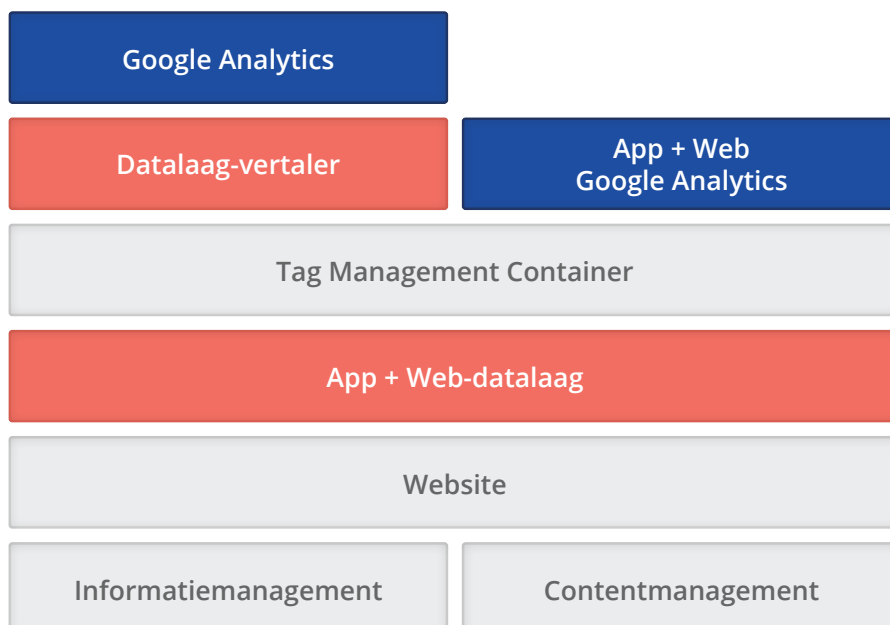 Google Analytics
Datalaag-vertaler
App + Web
Google Analytics
Tag Management Container
App + Web-datalaag
Website
Informatiemanagement
Contentmanagement